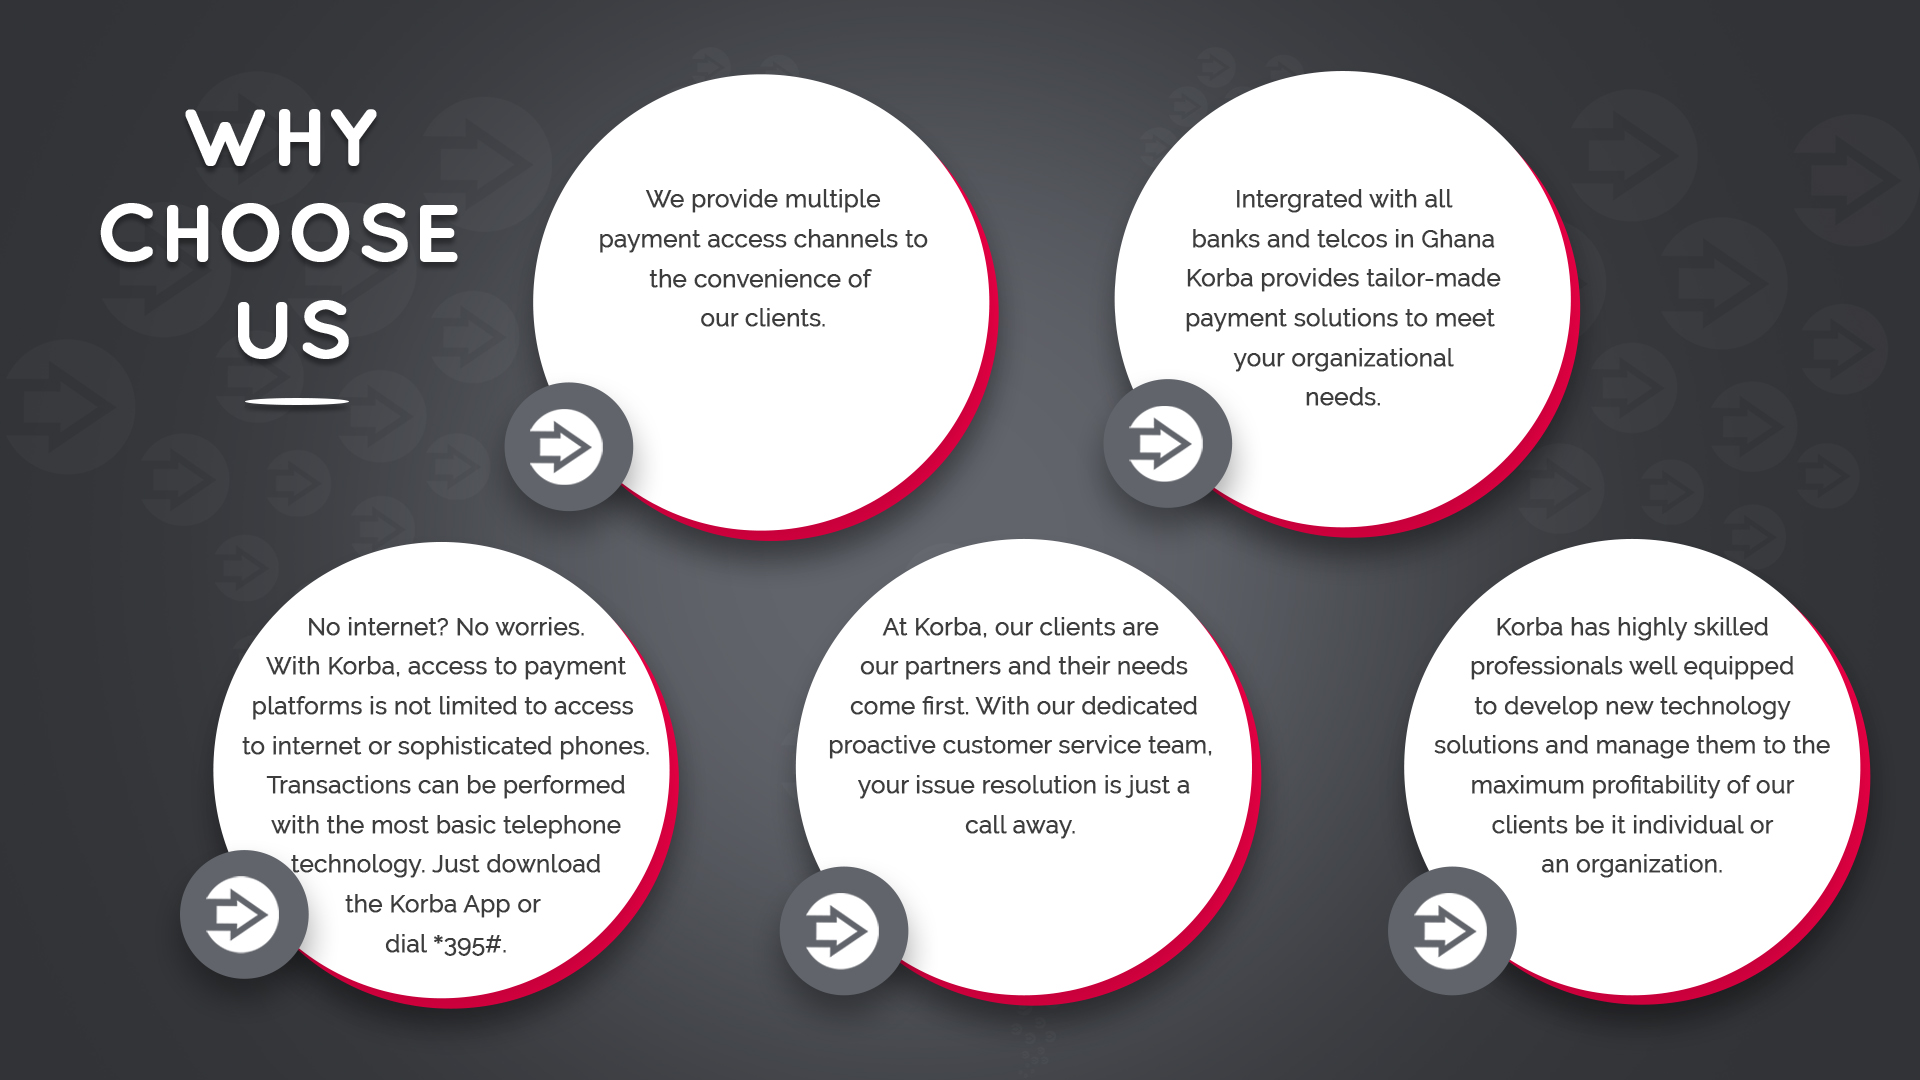 WHY
CHOOSE
US
We provide multiple
payment access channels to
the convenience of
our clients.
Intergrated with all
banks and telcos in Ghana
Korba provides tailor-made
payment solutions to meet
your organizational
needs.
No internet? No worries.
With Korba, access to payment
platforms is not limited to access
to internet or sophisticated phones.
Transactions can be performed
with the most basic telephone
technology. Just download
the Korba App or
dial *395#.
At Korba, our clients are
our partners and their needs
come first. With our dedicated
proactive customer service team,
your issue resolution is just a
call away.
Korba has highly skilled
professionals well equipped
to develop new technology
solutions and manage them to the
maximum profitability of our
clients be it individual or
an organization.